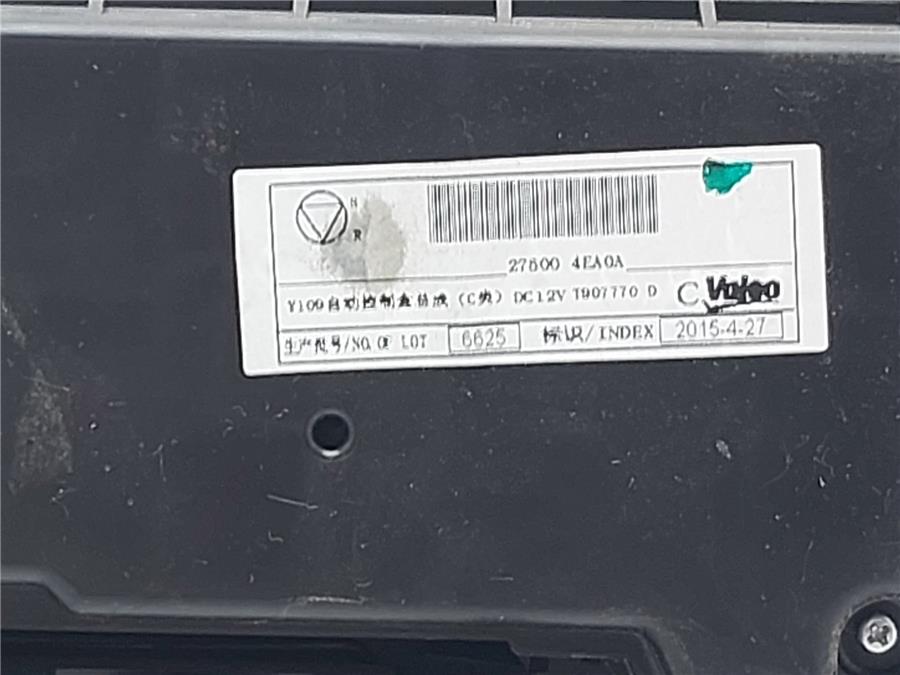 N
R
27500 4EA0A
Y100自动控制盒总成（C类）DC12V T907770 D C Valeo
生产批号/NO.OF LOT 6625 标识/INDEX 2015-4-27